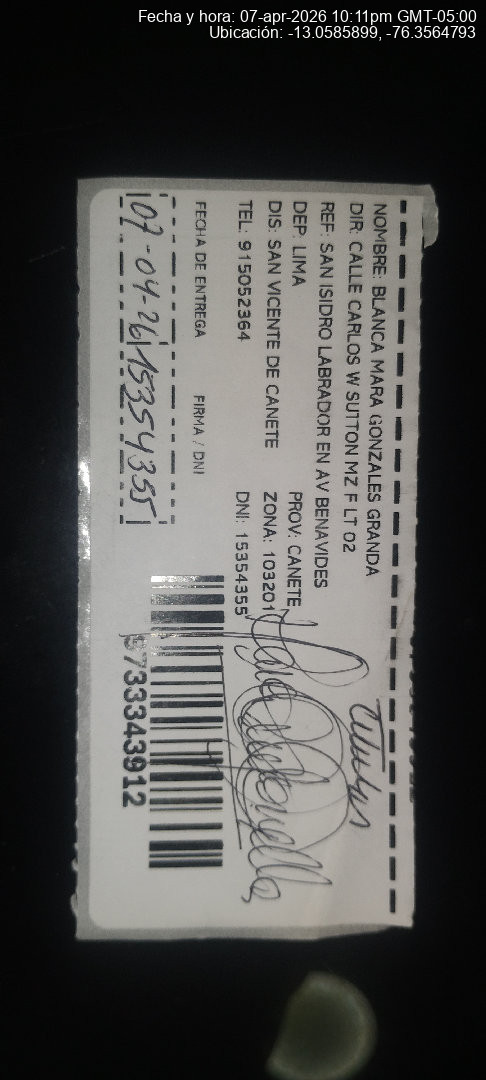 Fecha y hora: 07-apr-2026 10:11pm GMT-05:00
Ubicación: -13.0585899, -76.3564793
NOMBRE: BLANCA MARA GONZALES GRANDA
DIR: CALLE CARLOS W SUTTON MZ F LT 02
REF: SAN ISIDRO LABRADOR EN AV BENAVIDES
DEP: LIMA PROV: CANETE
DIS: SAN VICENTE DE CANETE ZONA: 103201
TEL: 915052364 DNI: 15354355
FECHA DE ENTREGA FIRMA / DNI
07-04-26 15354355
Titular
733343912